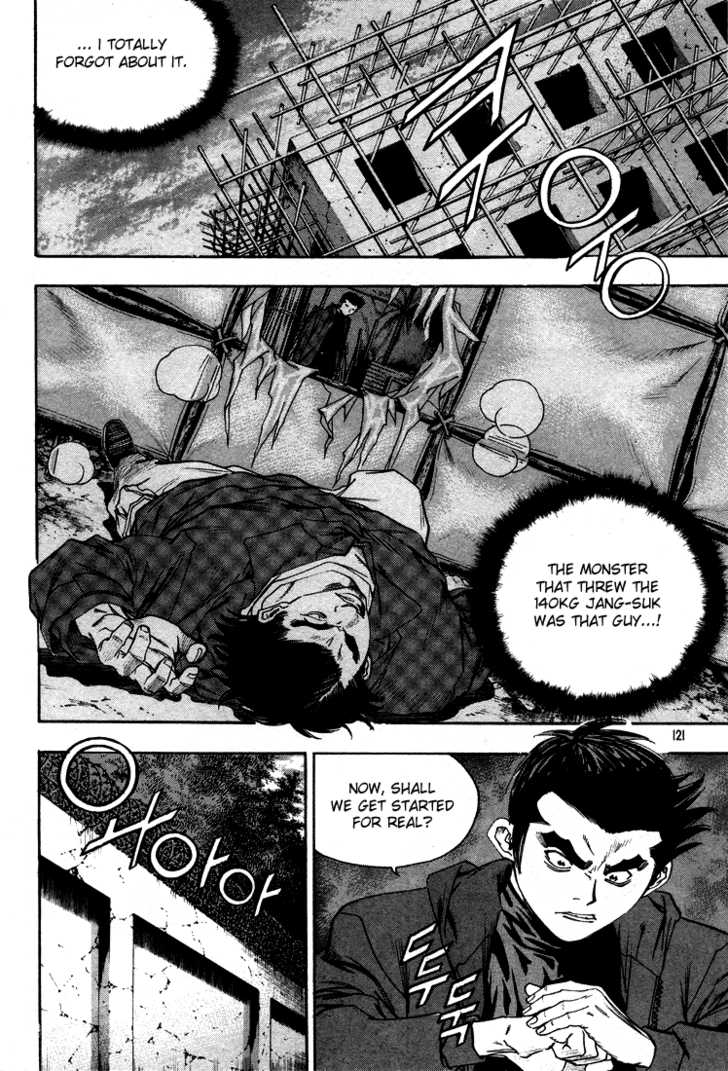 ... I TOTALLY
FORGOT ABOUT IT.
THE MONSTER
THAT THREW THE
140KG JANG-SUK
WAS THAT GUY...!
121
NOW, SHALL
WE GET STARTED
FOR REAL?